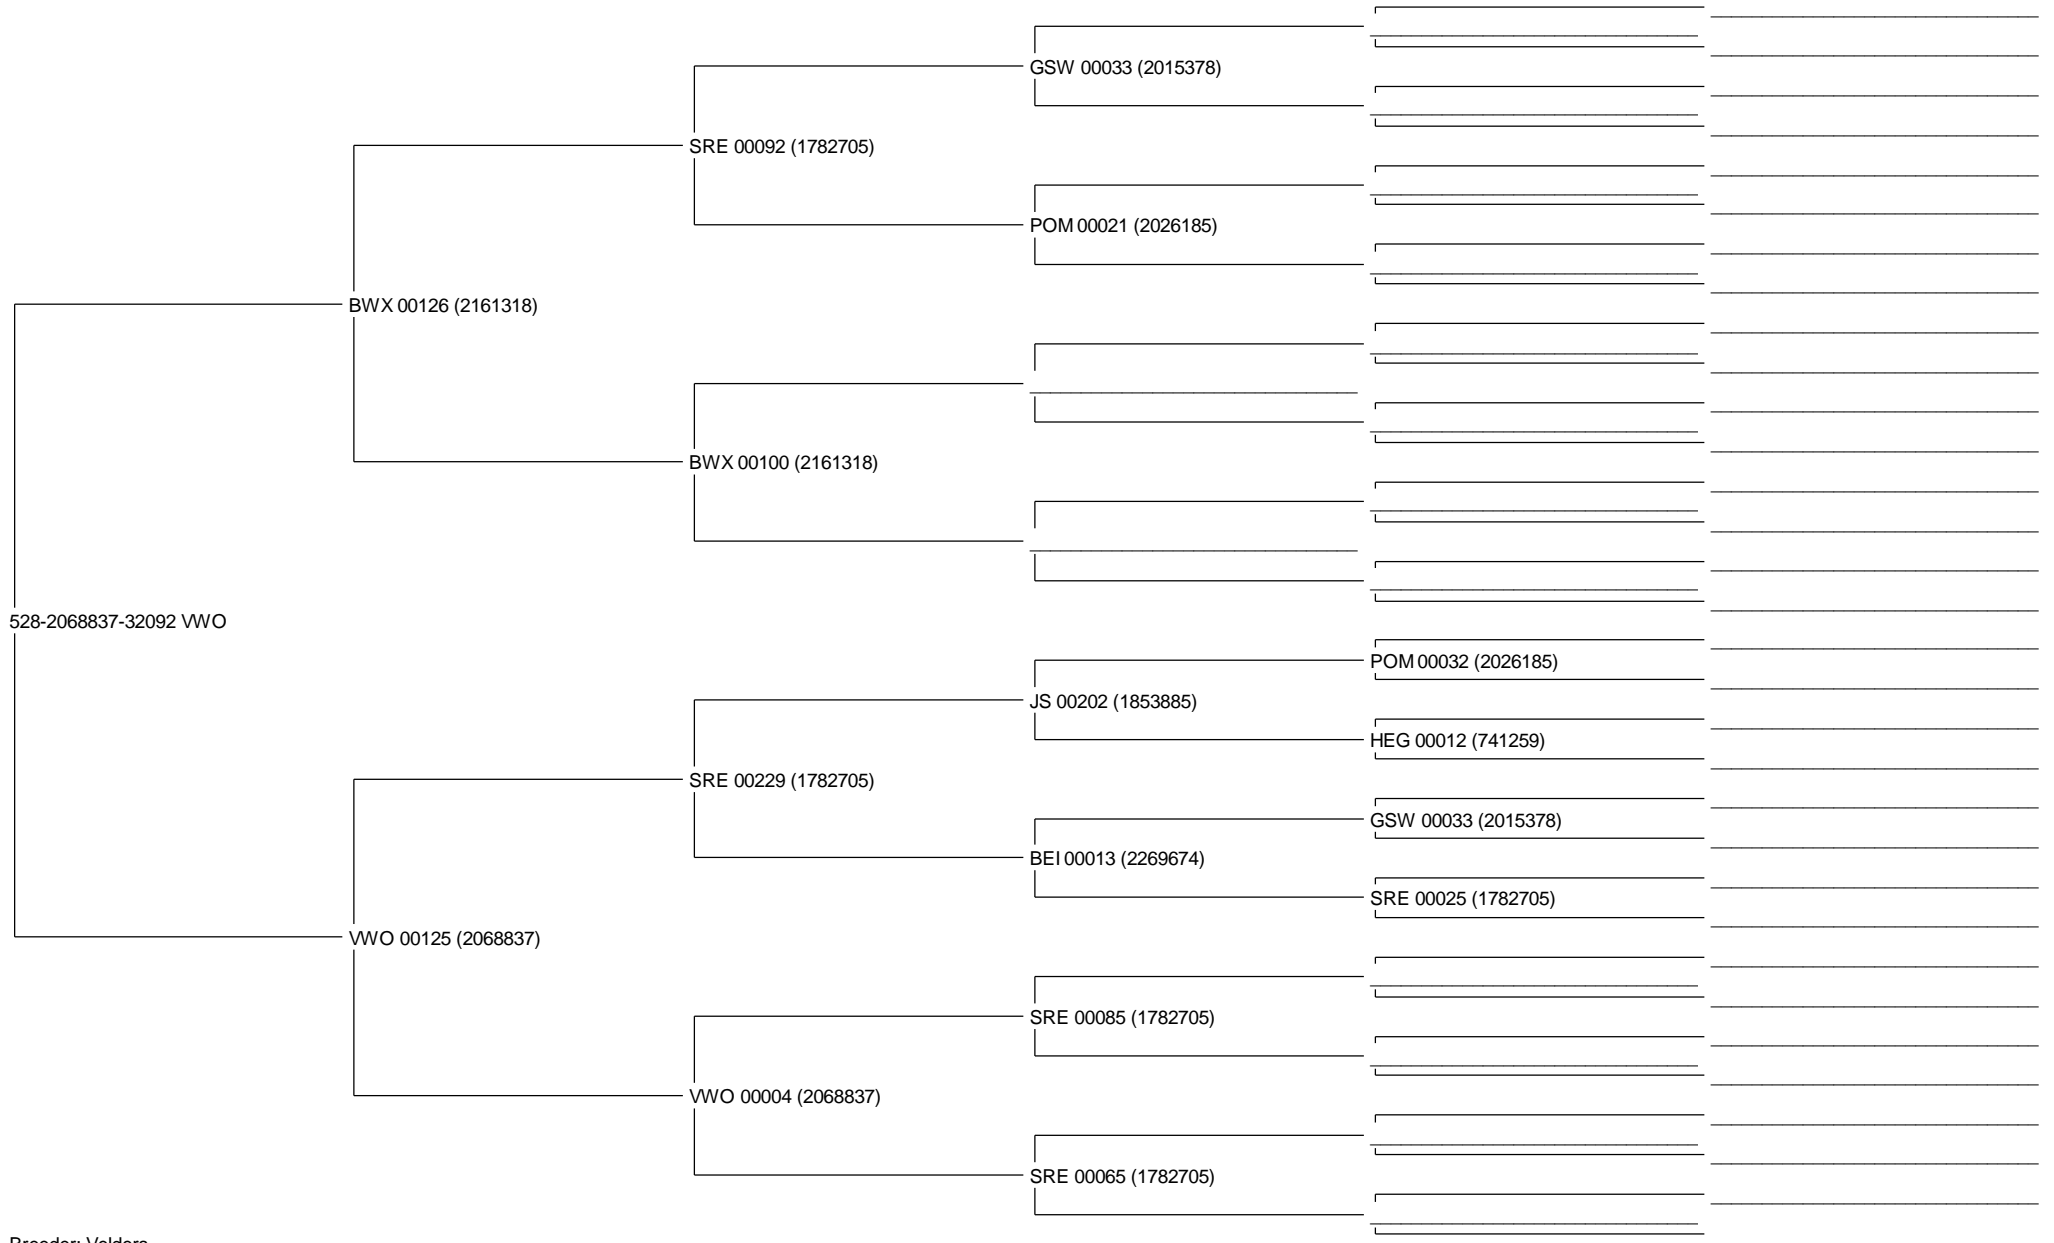 GSW 00033 (2015378)
SRE 00092 (1782705)
POM 00021 (2026185)
BWX 00126 (2161318)
BWX 00100 (2161318)
528-2068837-32092 VWO
POM 00032 (2026185)
JS 00202 (1853885)
HEG 00012 (741259)
SRE 00229 (1782705)
GSW 00033 (2015378)
BEI 00013 (2269674)
SRE 00025 (1782705)
VWO 00125 (2068837)
SRE 00085 (1782705)
VWO 00004 (2068837)
SRE 00065 (1782705)
Breeder: Velders